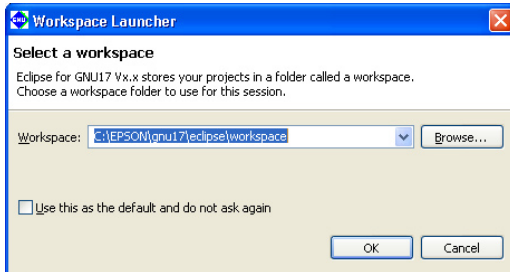 GNU Workspace Launcher
Select a workspace
Eclipse for GNU17 Vx.x stores your projects in a folder called a workspace.
Choose a workspace folder to use for this session.
Workspace: C:\EPSON\gnu17\eclipse\workspace Browse...
Use this as the default and do not ask again
OK Cancel